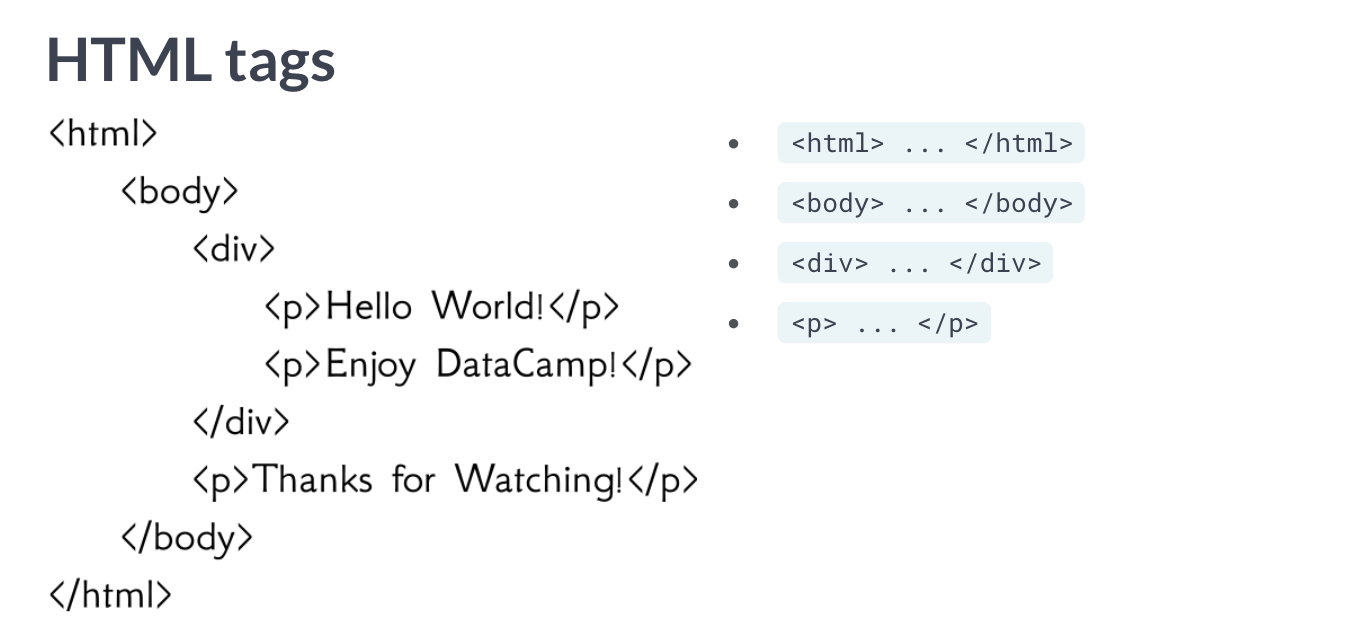 HTML tags
<html>
<body>
<div>
<p>Hello World!</p>
<p>Enjoy DataCamp!</p>
</div>
<p>Thanks for Watching!</p>
</body>
</html>
• <html> ... </html>
• <body> ... </body>
• <div> ... </div>
• <p> ... </p>